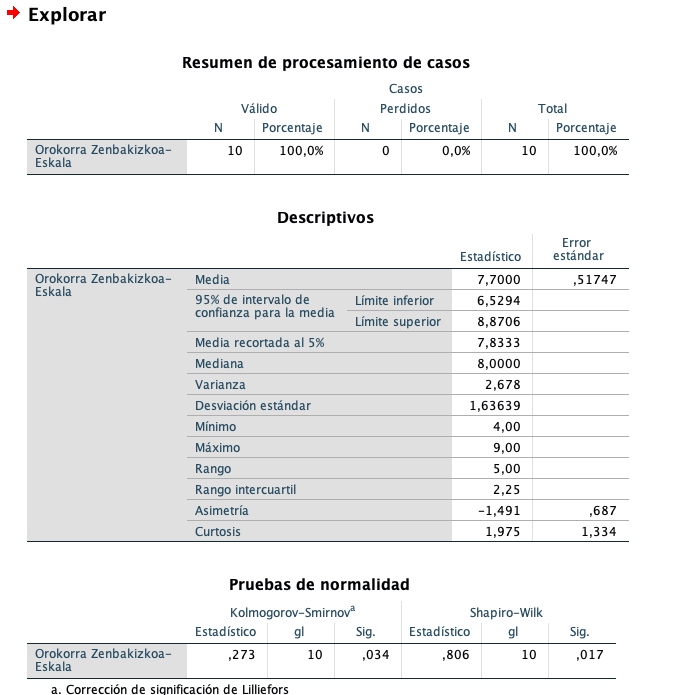 Explorar
Resumen de procesamiento de casos
Casos
Válido Perdidos Total
N Porcentaje N Porcentaje N Porcentaje
Orokorra Zenbakizkoa-
Eskala
10 100,0% 0 0,0% 10 100,0%
Descriptivos
Estadístico Error
estándar
Orokorra Zenbakizkoa-
Eskala
Media 7,7000 ,51747
95% de intervalo de
confianza para la media
Límite inferior 6,5294
Límite superior 8,8706
Media recortada al 5% 7,8333
Mediana 8,0000
Varianza 2,678
Desviación estándar 1,63639
Mínimo 4,00
Máximo 9,00
Rango 5,00
Rango intercuartil 2,25
Asimetría -1,491 ,687
Curtosis 1,975 1,334
Pruebas de normalidad
Kolmogorov-Smirnovᵃ Shapiro-Wilk
Estadístico gl Sig. Estadístico gl Sig.
Orokorra Zenbakizkoa-
Eskala
,273 10 ,034 ,806 10 ,017
a. Corrección de significación de Lilliefors